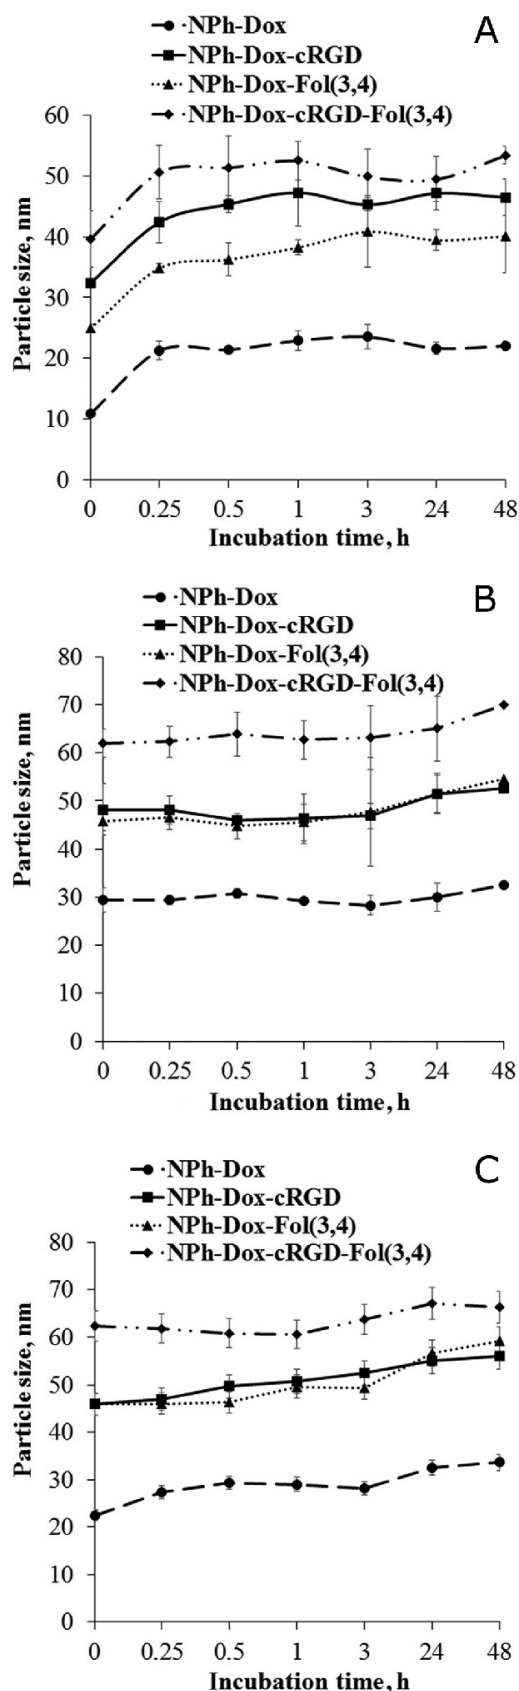 A
NPh-Dox
NPh-Dox-cRGD
NPh-Dox-Fol(3,4)
NPh-Dox-cRGD-Fol(3,4)
Particle size, nm
60
50
40
30
20
10
0
0 0.25 0.5 1 3 24 48
Incubation time, h
B
NPh-Dox
NPh-Dox-cRGD
NPh-Dox-Fol(3,4)
NPh-Dox-cRGD-Fol(3,4)
Particle size, nm
80
70
60
50
40
30
20
10
0
0 0.25 0.5 1 3 24 48
Incubation time, h
C
NPh-Dox
NPh-Dox-cRGD
NPh-Dox-Fol(3,4)
NPh-Dox-cRGD-Fol(3,4)
Particle size, nm
80
70
60
50
40
30
20
10
0
0 0.25 0.5 1 3 24 48
Incubation time, h